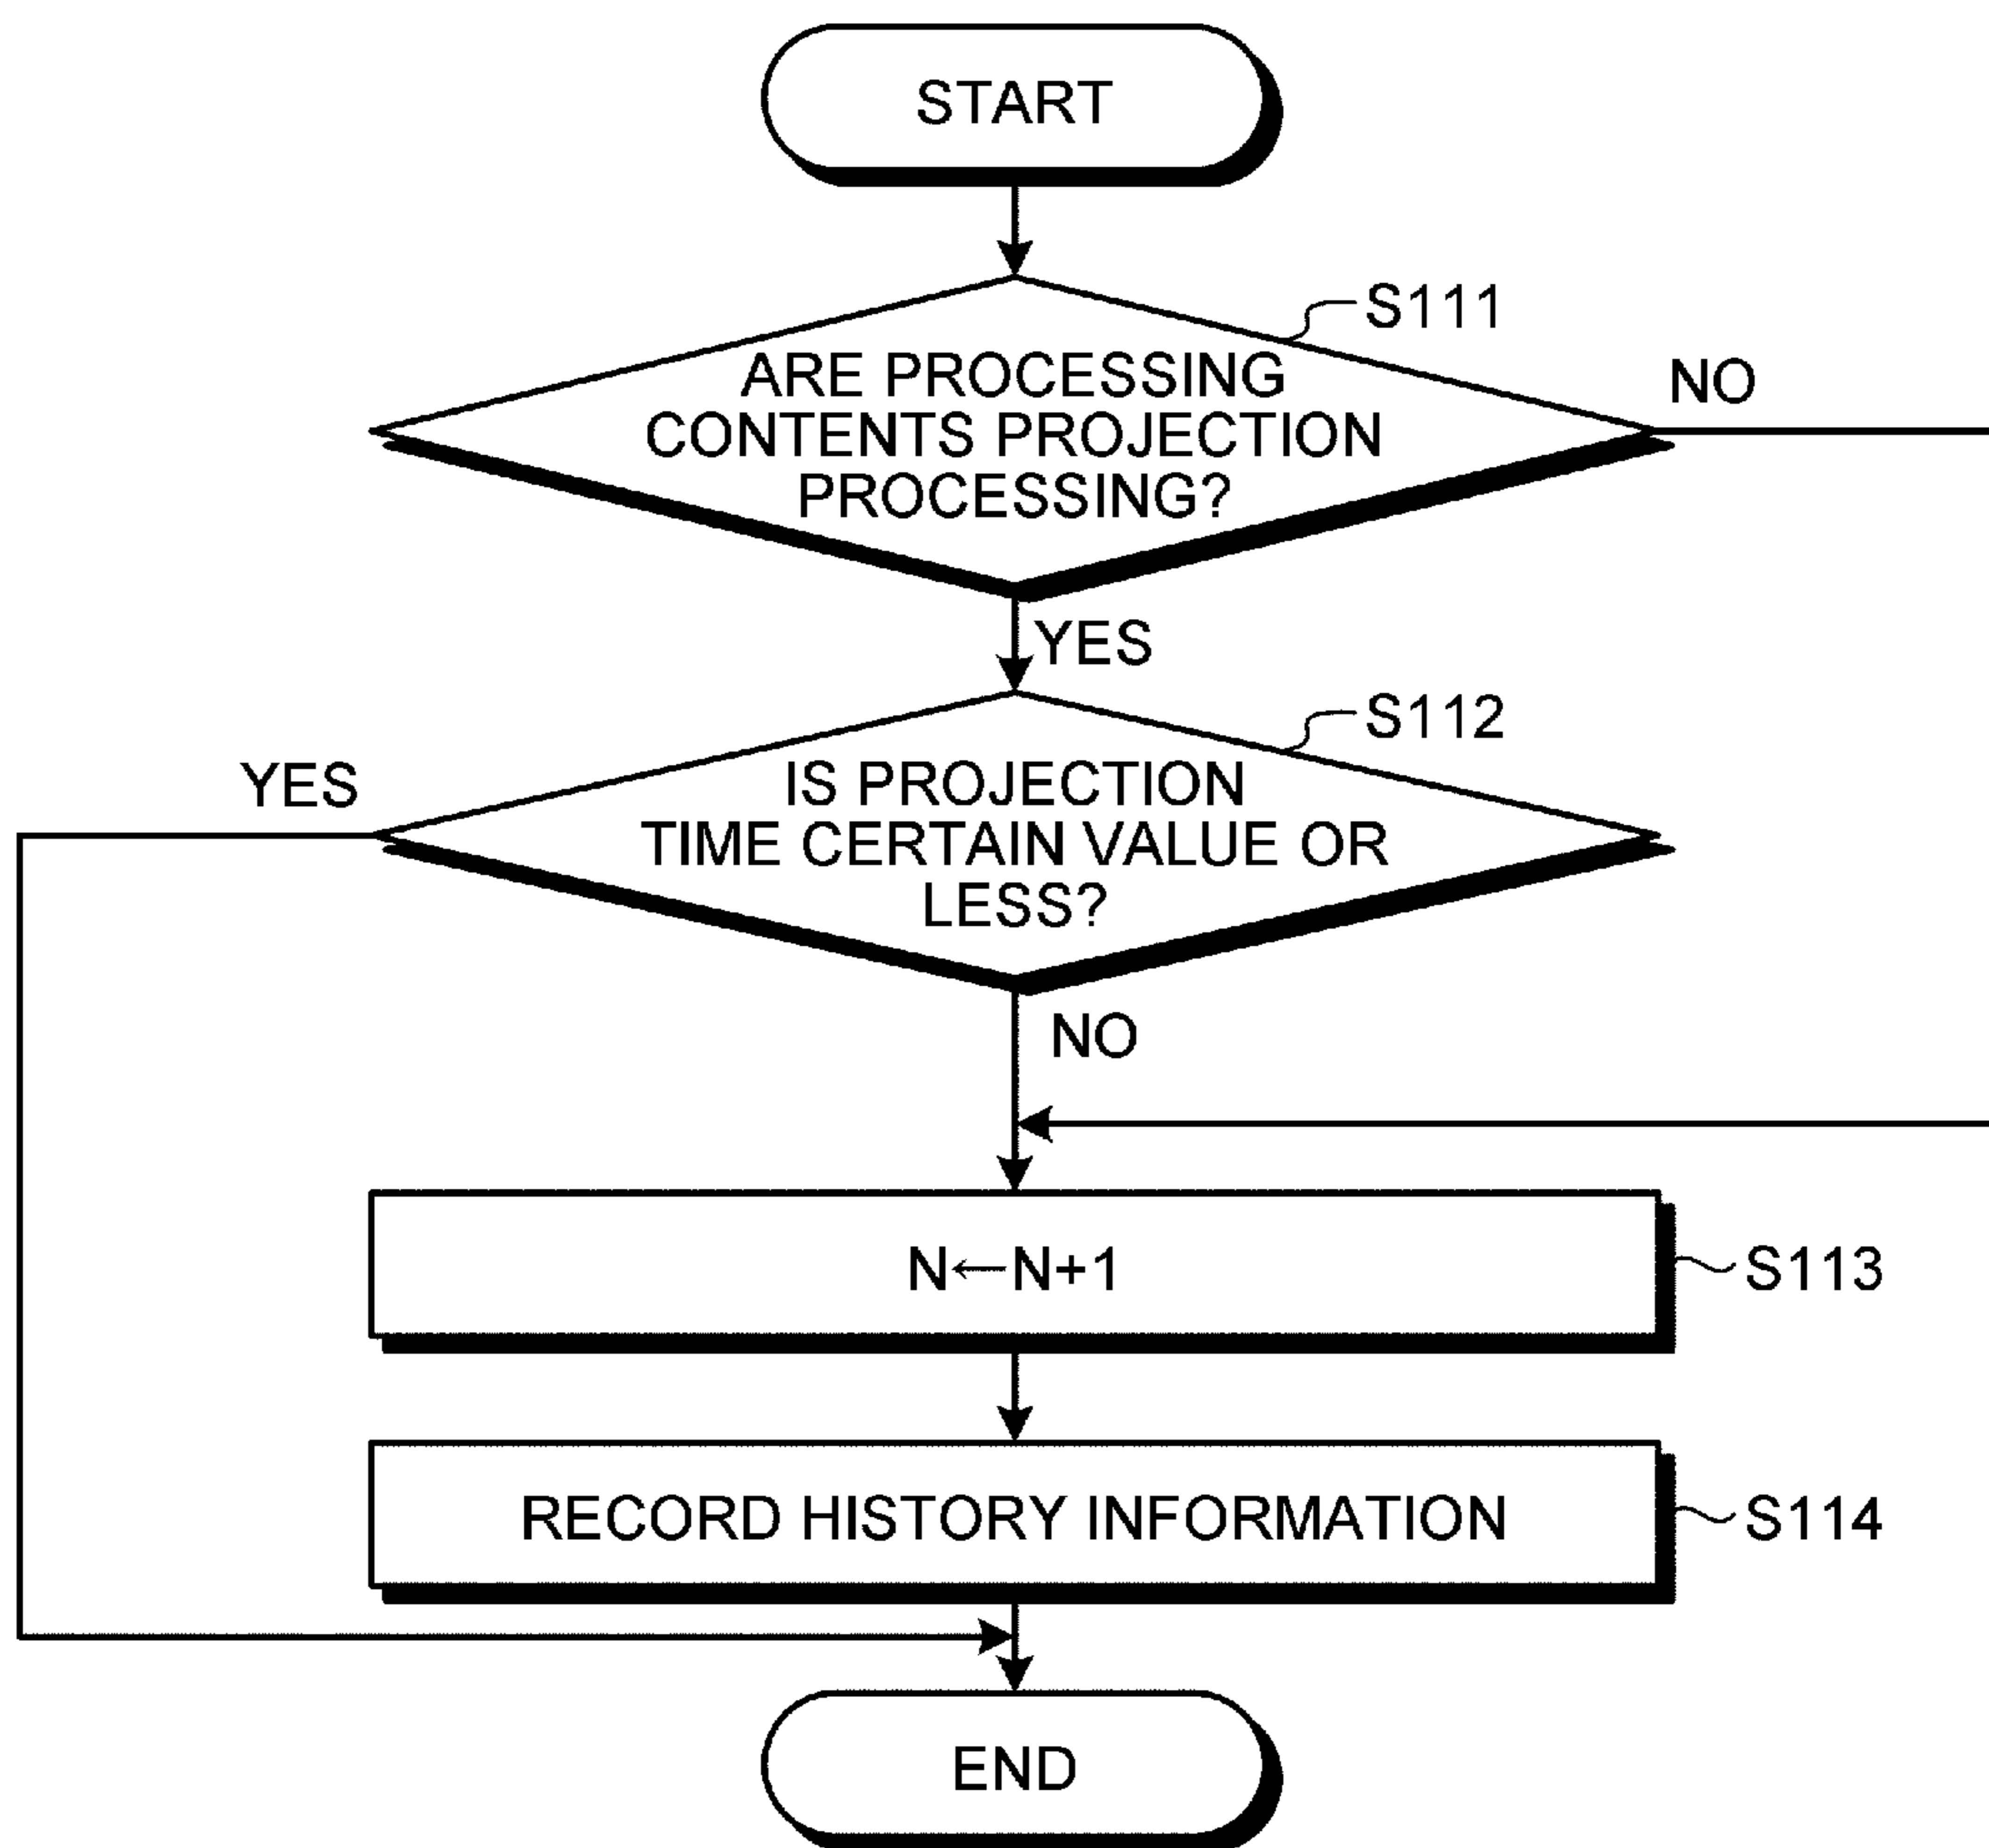 START
S111
ARE PROCESSING
CONTENTS PROJECTION
PROCESSING?
NO
YES
S112
IS PROJECTION
TIME CERTAIN VALUE OR
LESS?
YES
NO
N←N+1
S113
RECORD HISTORY INFORMATION
S114
END